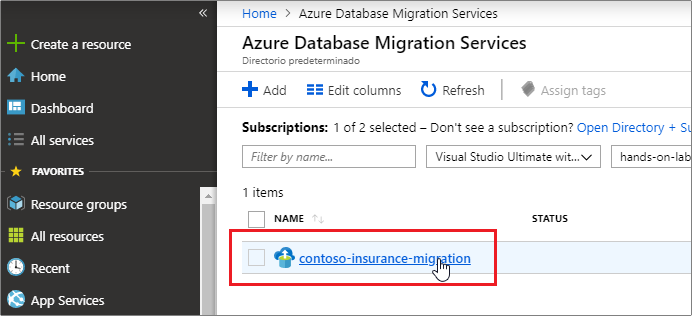 «
Create a resource
Home
Dashboard
All services
FAVORITES
Resource groups
All resources
Recent
App Services
Home > Azure Database Migration Services
Azure Database Migration Services
Directorio predeterminado
Add Edit columns Refresh Assign tags
Subscriptions: 1 of 2 selected – Don't see a subscription? Open Directory + Su
Filter by name... Visual Studio Ultimate wit... hands-on-lab
1 items
NAME STATUS
contoso-insurance-migration